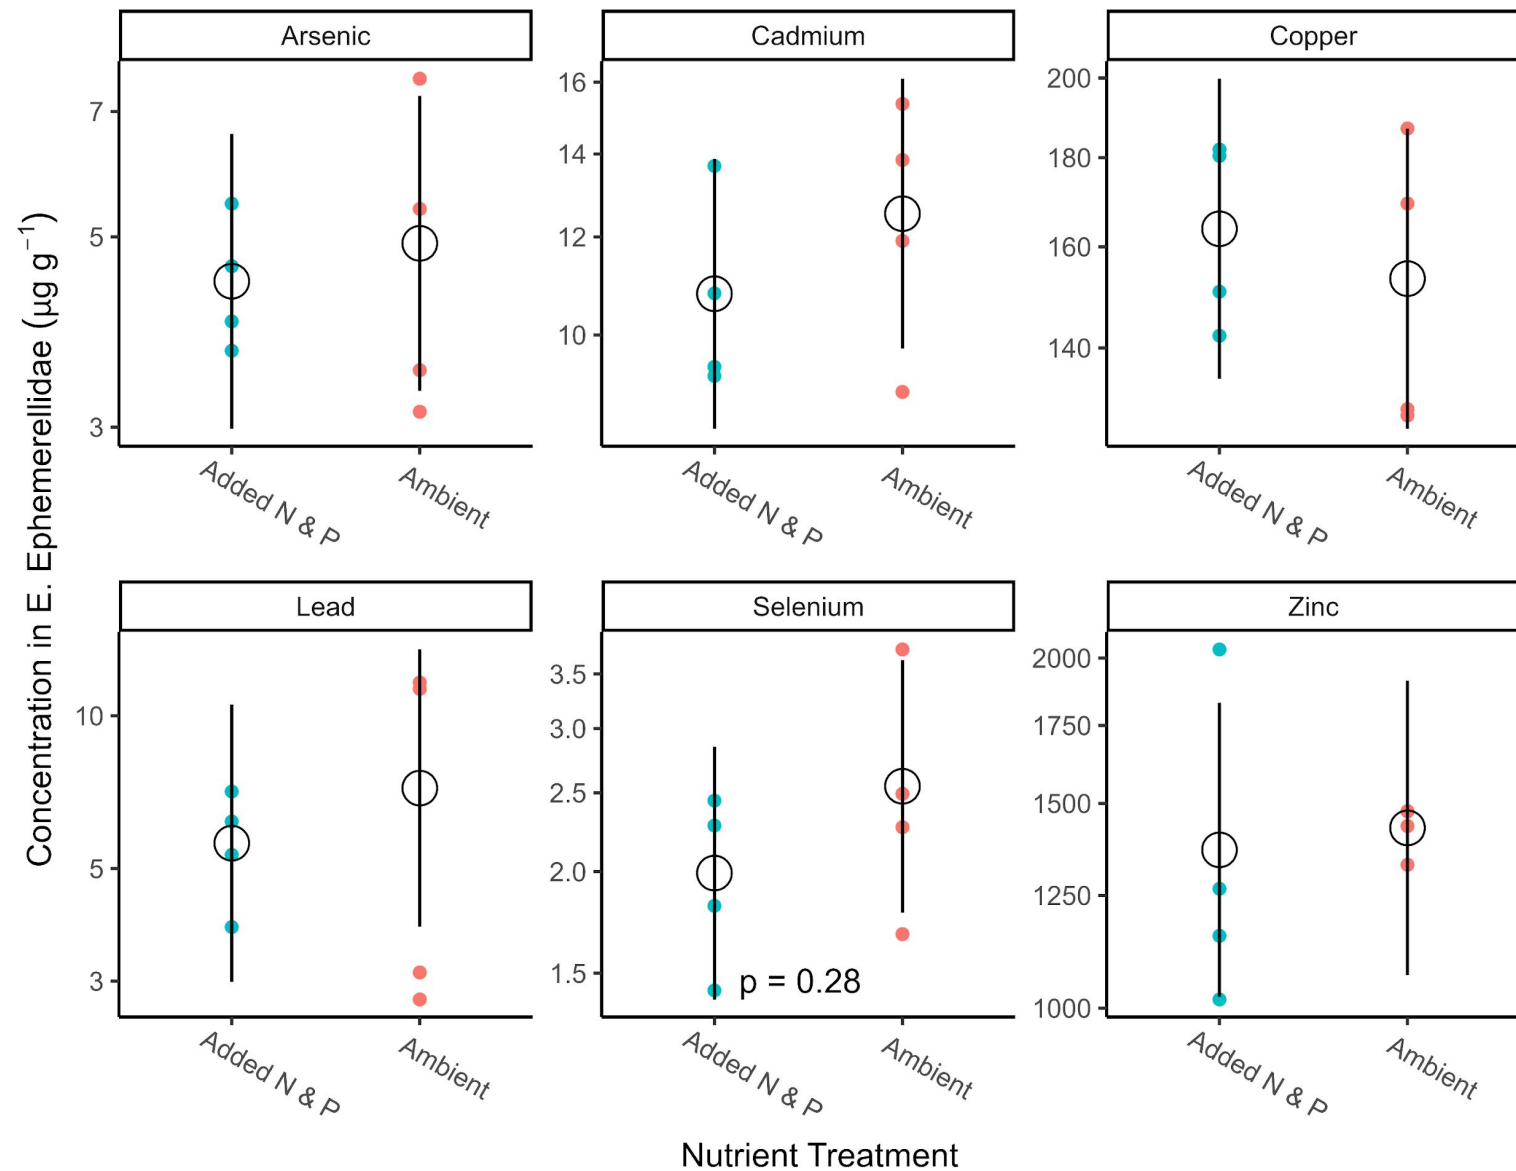 Arsenic
Cadmium
Copper
Concentration in E. Ephemerellidae (µg g⁻¹)
7
5
3
16
14
12
10
200
180
160
140
Added N & P
Ambient
Added N & P
Ambient
Added N & P
Ambient
Lead
Selenium
Zinc
10
5
3
3.5
3.0
2.5
2.0
1.5
p = 0.28
2000
1750
1500
1250
1000
Added N & P
Ambient
Added N & P
Ambient
Added N & P
Ambient
Nutrient Treatment